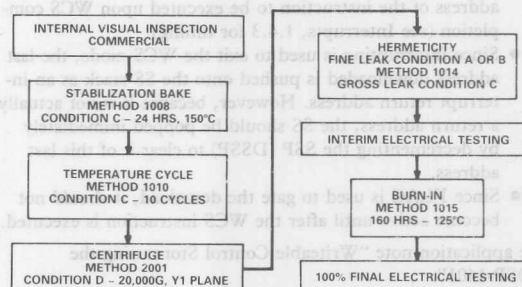 INTERNAL VISUAL INSPECTION
COMMERCIAL
STABILIZATION BAKE
METHOD 1008
CONDITION C – 24 HRS, 150°C
TEMPERATURE CYCLE
METHOD 1010
CONDITION C – 10 CYCLES
CENTRIFUGE
METHOD 2001
CONDITION D – 20,000G, Y1 PLANE
HERMETICITY
FINE LEAK CONDITION A OR B
METHOD 1014
GROSS LEAK CONDITION C
INTERIM ELECTRICAL TESTING
BURN-IN
METHOD 1015
160 HRS – 125°C
100% FINAL ELECTRICAL TESTING